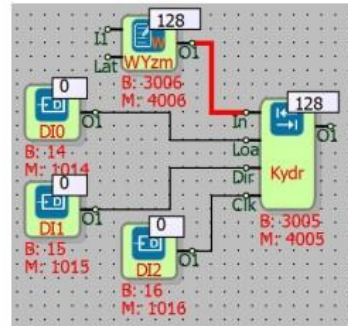 128
I1
W
O1
Lat
WYzm
B: 3006
M: 4006
0
D
O1
DI0
B: 14
M: 1014
128
In
O1
Loa
Dir
Kydr
Clk
B: 3005
M: 4005
0
D
O1
DI1
B: 15
M: 1015
0
D
O1
DI2
B: 16
M: 1016